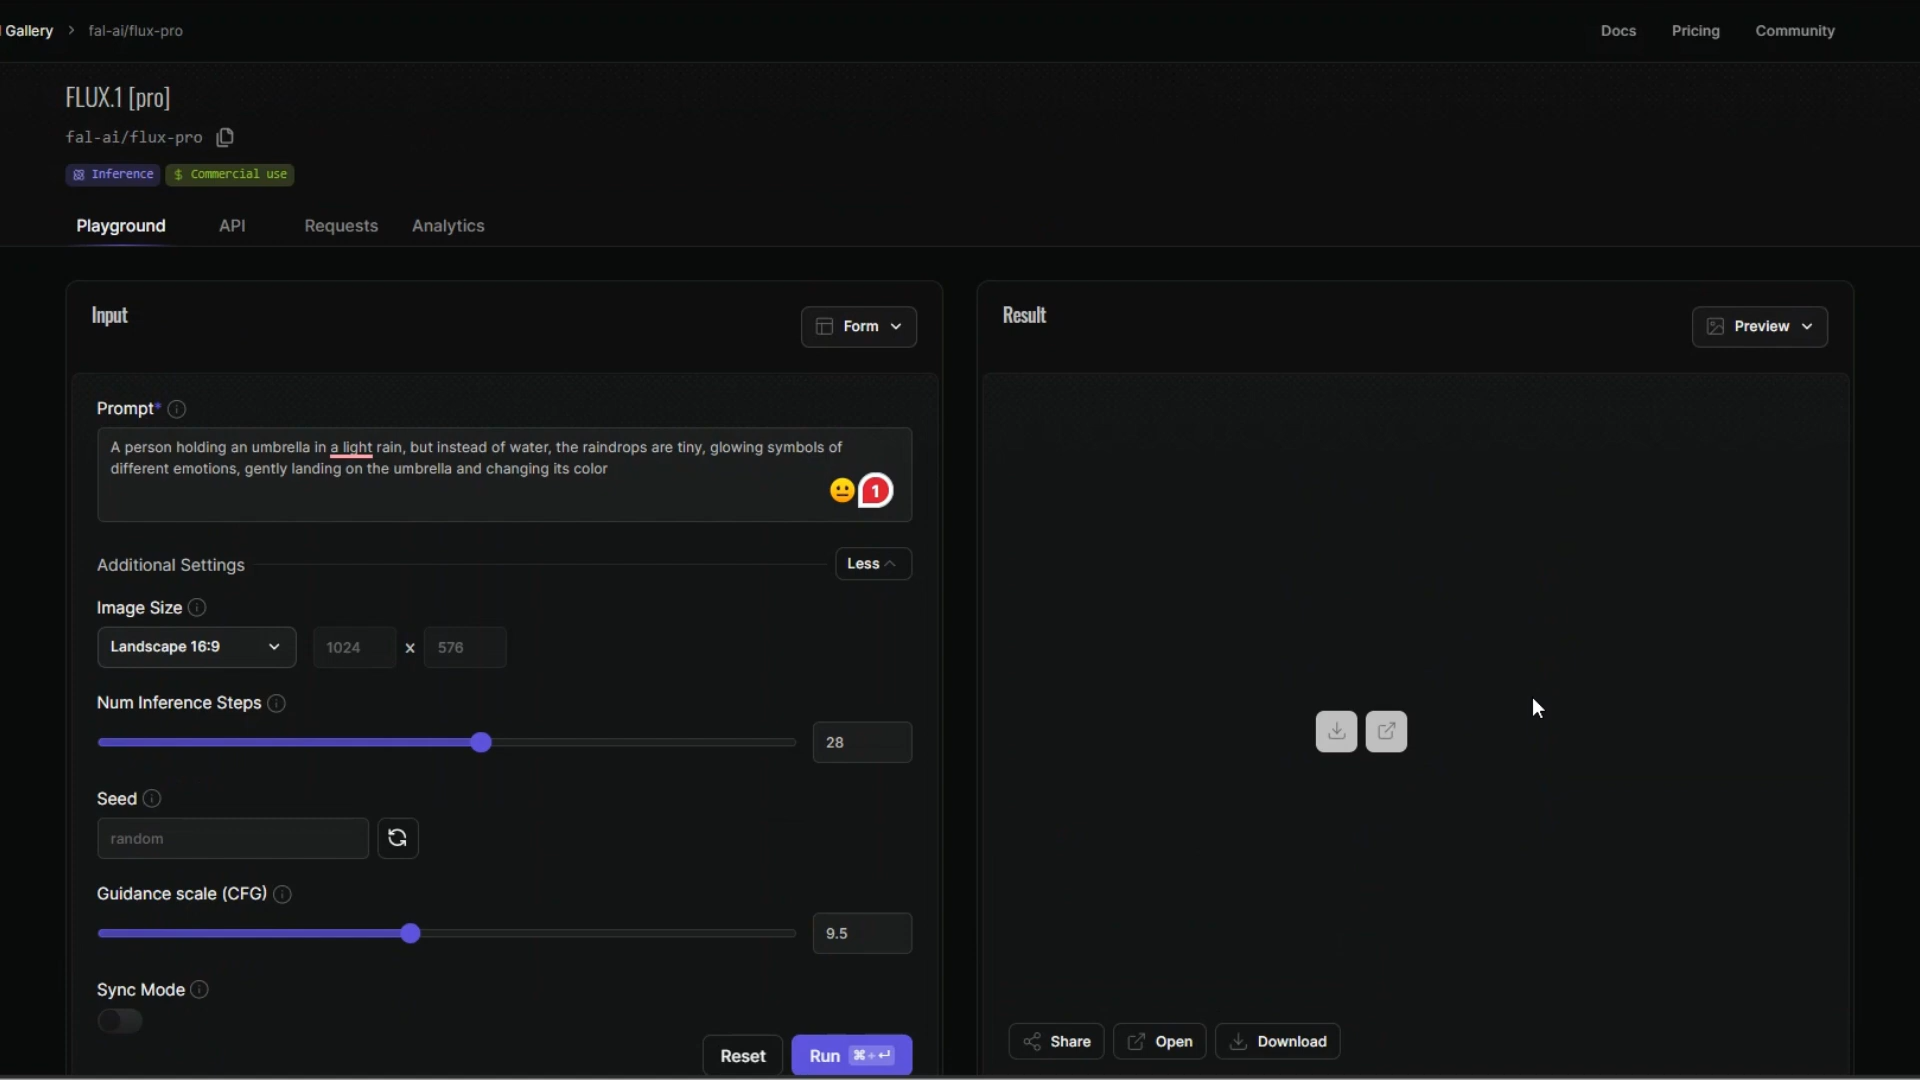 Gallery > fal-ai/flux-pro
Docs Pricing Community
FLUX.1 [pro]
fal-ai/flux-pro
Inference $ Commercial use
Playground API Requests Analytics
Input
Form
Result
Preview
Prompt*
A person holding an umbrella in a light rain, but instead of water, the raindrops are tiny, glowing symbols of
different emotions, gently landing on the umbrella and changing its color
1
Additional Settings
Less
Image Size
Landscape 16:9
1024 x 576
Num Inference Steps
28
Seed
random
Guidance scale (CFG)
9.5
Sync Mode
Reset
Run ⌘+↵
Share
Open
Download